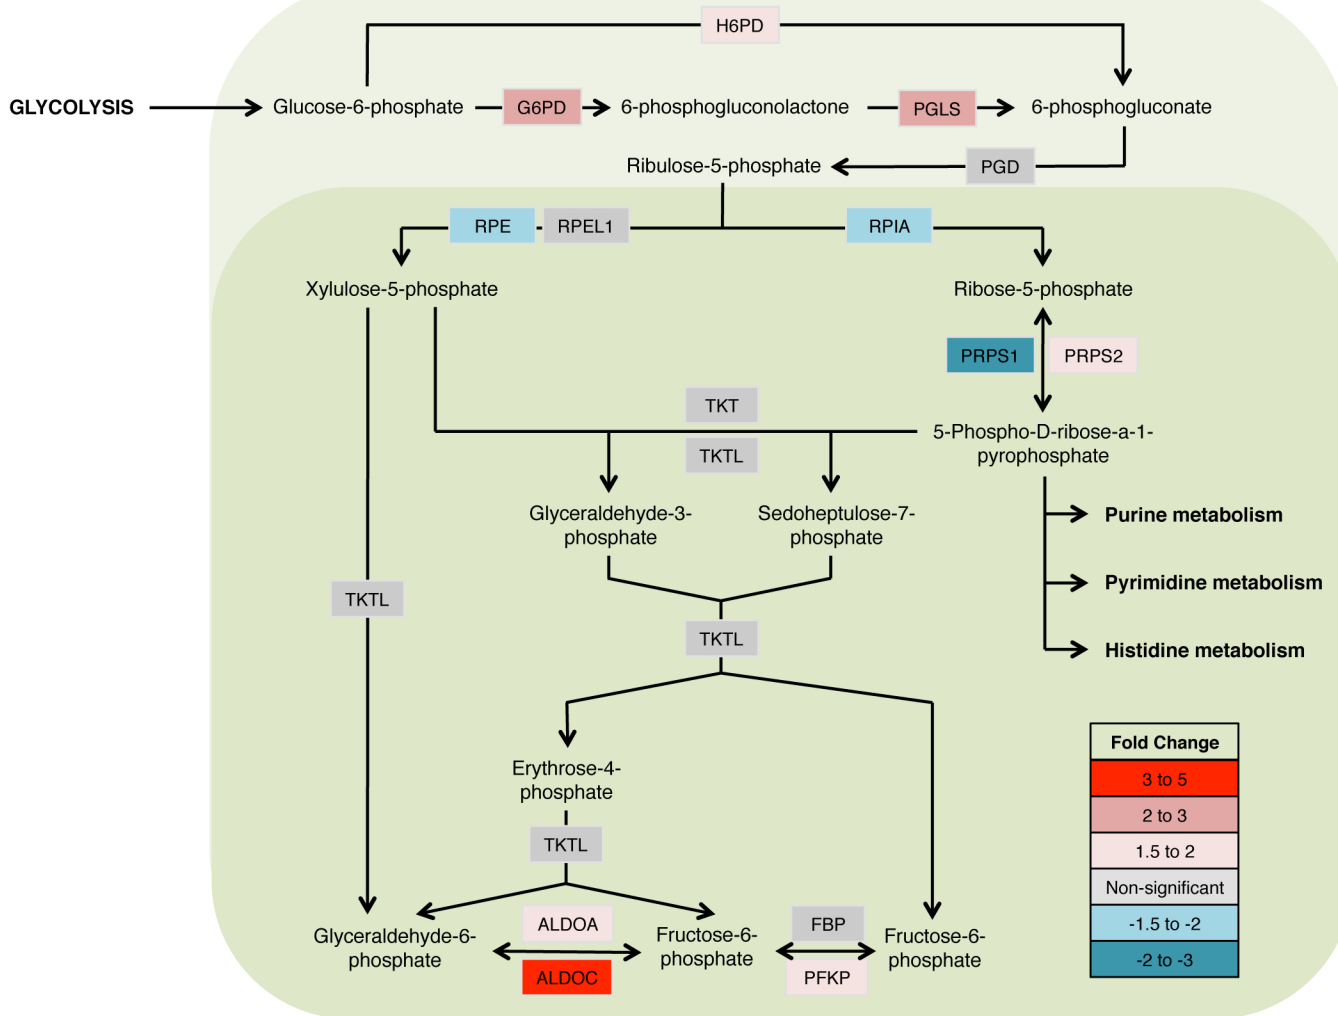 H6PD
GLYCOLYSIS
Glucose-6-phosphate
G6PD
6-phosphogluconolactone
PGLS
6-phosphogluconate
Ribulose-5-phosphate
PGD
RPE
RPEL1
RPIA
Xylulose-5-phosphate
Ribose-5-phosphate
PRPS1
PRPS2
TKT
TKTL
5-Phospho-D-ribose-a-1-
pyrophosphate
Glyceraldehyde-3-
phosphate
Sedoheptulose-7-
phosphate
Purine metabolism
Pyrimidine metabolism
Histidine metabolism
TKTL
TKTL
Erythrose-4-
phosphate
TKTL
Glyceraldehyde-6-
phosphate
ALDOA
ALDOC
Fructose-6-
phosphate
FBP
PFKP
Fructose-6-
phosphate
Fold Change
3 to 5
2 to 3
1.5 to 2
Non-significant
-1.5 to -2
-2 to -3